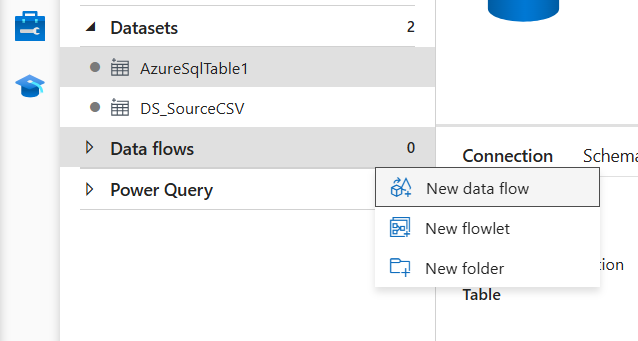 Datasets 2
AzureSqlTable1
DS_SourceCSV
Data flows 0
Power Query
Connection Schema
New data flow
New flowlet
New folder
tion
Table